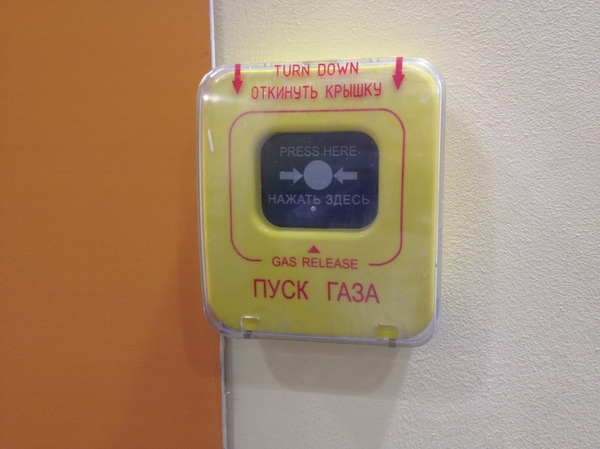 TURN DOWN
ОТКИНУТЬ КРЫШКУ
PRESS HERE
НАЖАТЬ ЗДЕСЬ
GAS RELEASE
ПУСК ГАЗА